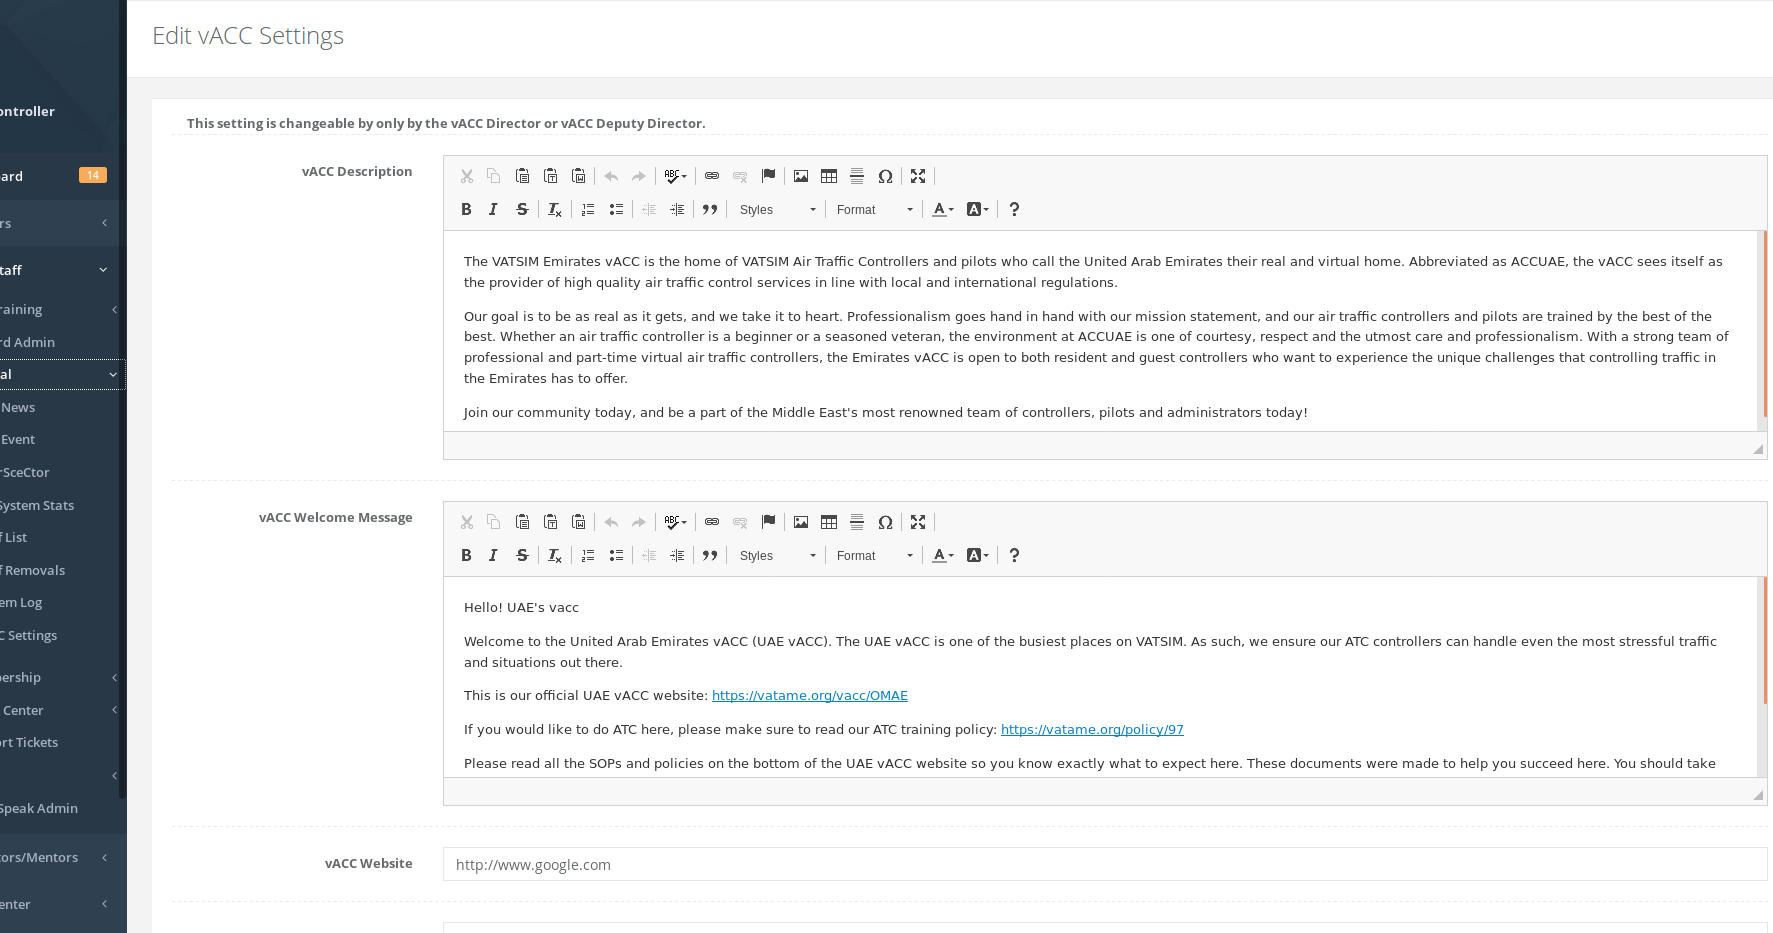 Edit vACC Settings
ontroller
ard 14
rs
taff
raining
rd Admin
al
News
Event
rSceCtor
System Stats
f List
f Removals
em Log
C Settings
bership
Center
ort Tickets
Speak Admin
tors/Mentors
enter
This setting is changeable by only by the vACC Director or vACC Deputy Director.
vACC Description
ABC
Styles Format A A ?
The VATSIM Emirates vACC is the home of VATSIM Air Traffic Controllers and pilots who call the United Arab Emirates their real and virtual home. Abbreviated as ACCUAE, the vACC sees itself as
the provider of high quality air traffic control services in line with local and international regulations.
Our goal is to be as real as it gets, and we take it to heart. Professionalism goes hand in hand with our mission statement, and our air traffic controllers and pilots are trained by the best of the
best. Whether an air traffic controller is a beginner or a seasoned veteran, the environment at ACCUAE is one of courtesy, respect and the utmost care and professionalism. With a strong team of
professional and part-time virtual air traffic controllers, the Emirates vACC is open to both resident and guest controllers who want to experience the unique challenges that controlling traffic in
the Emirates has to offer.
Join our community today, and be a part of the Middle East's most renowned team of controllers, pilots and administrators today!
vACC Welcome Message
ABC
Styles Format A A ?
Hello! UAE's vacc
Welcome to the United Arab Emirates vACC (UAE vACC). The UAE vACC is one of the busiest places on VATSIM. As such, we ensure our ATC controllers can handle even the most stressful traffic
and situations out there.
This is our official UAE vACC website: https://vatame.org/vacc/OMAE
If you would like to do ATC here, please make sure to read our ATC training policy: https://vatame.org/policy/97
Please read all the SOPs and policies on the bottom of the UAE vACC website so you know exactly what to expect here. These documents were made to help you succeed here. You should take
vACC Website
http://www.google.com